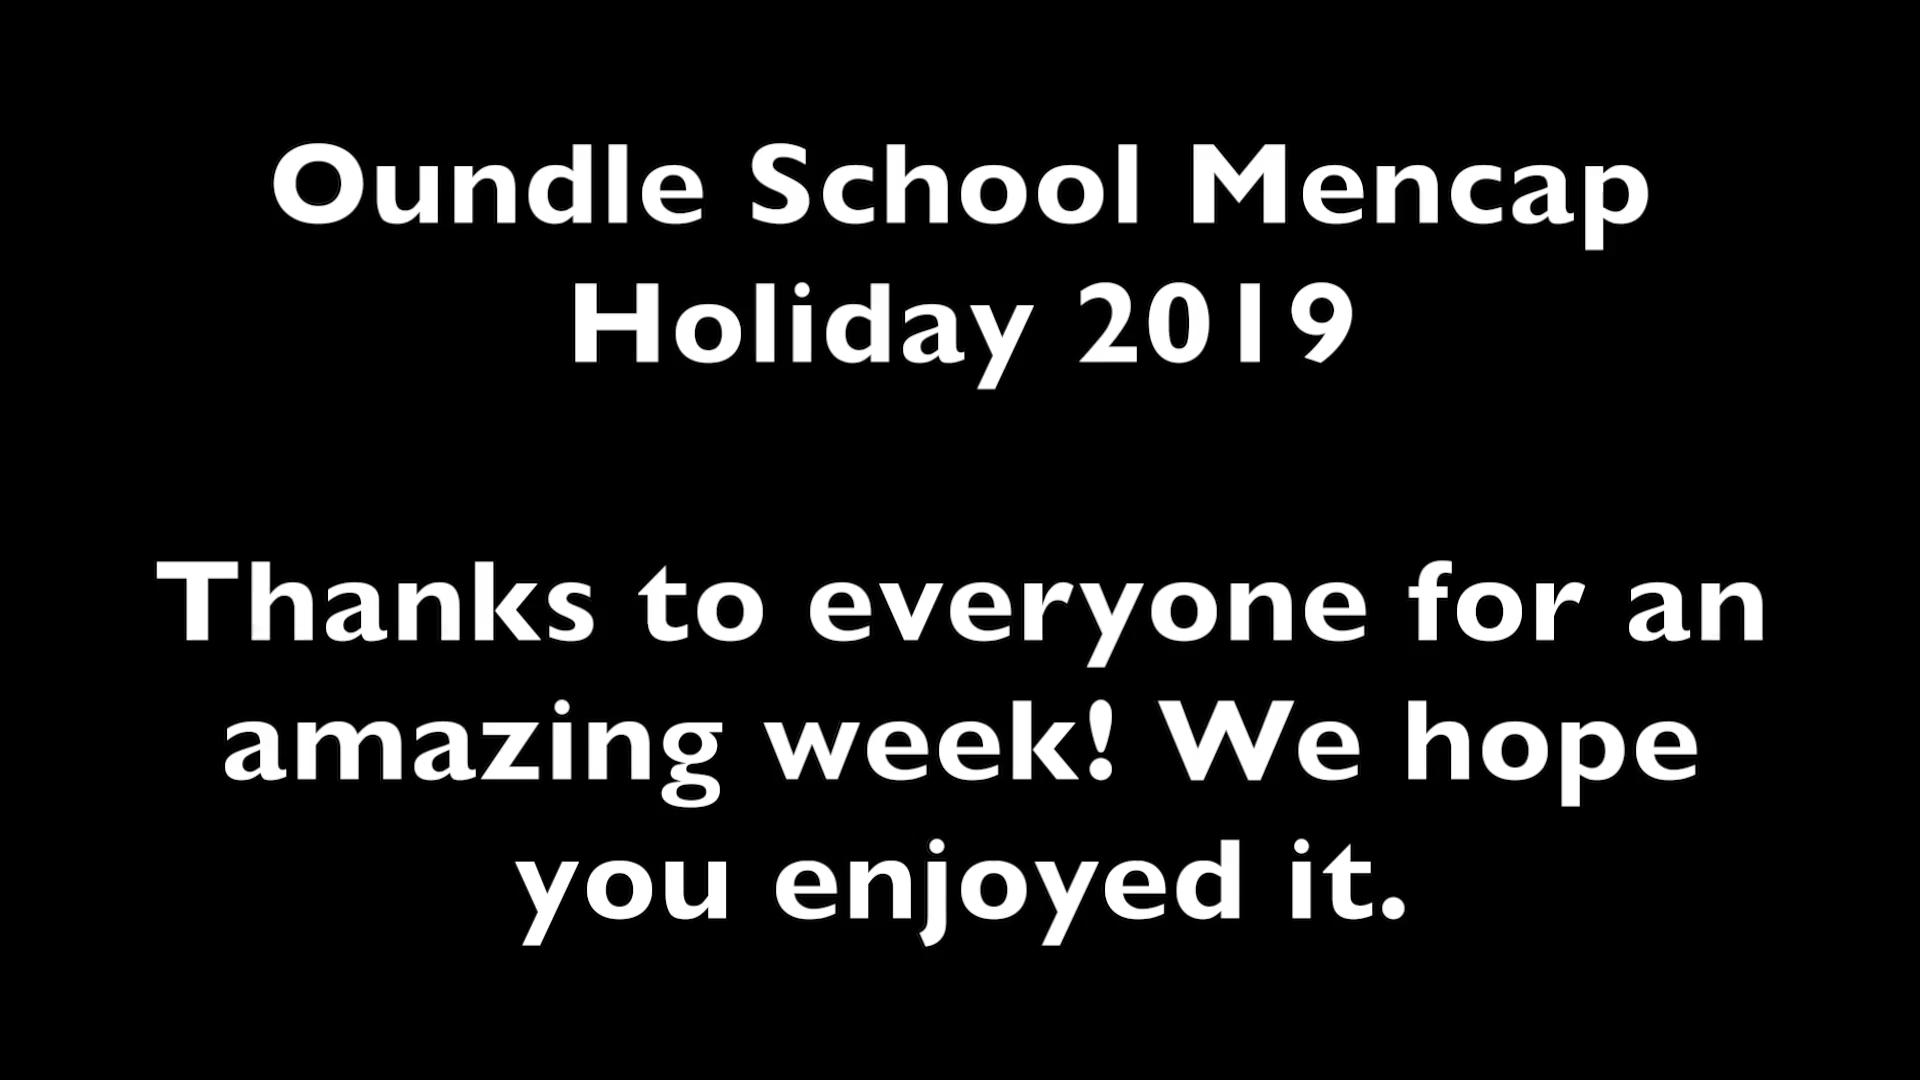 Oundle School Mencap
Holiday 2019
Thanks to everyone for an
amazing week! We hope
you enjoyed it.